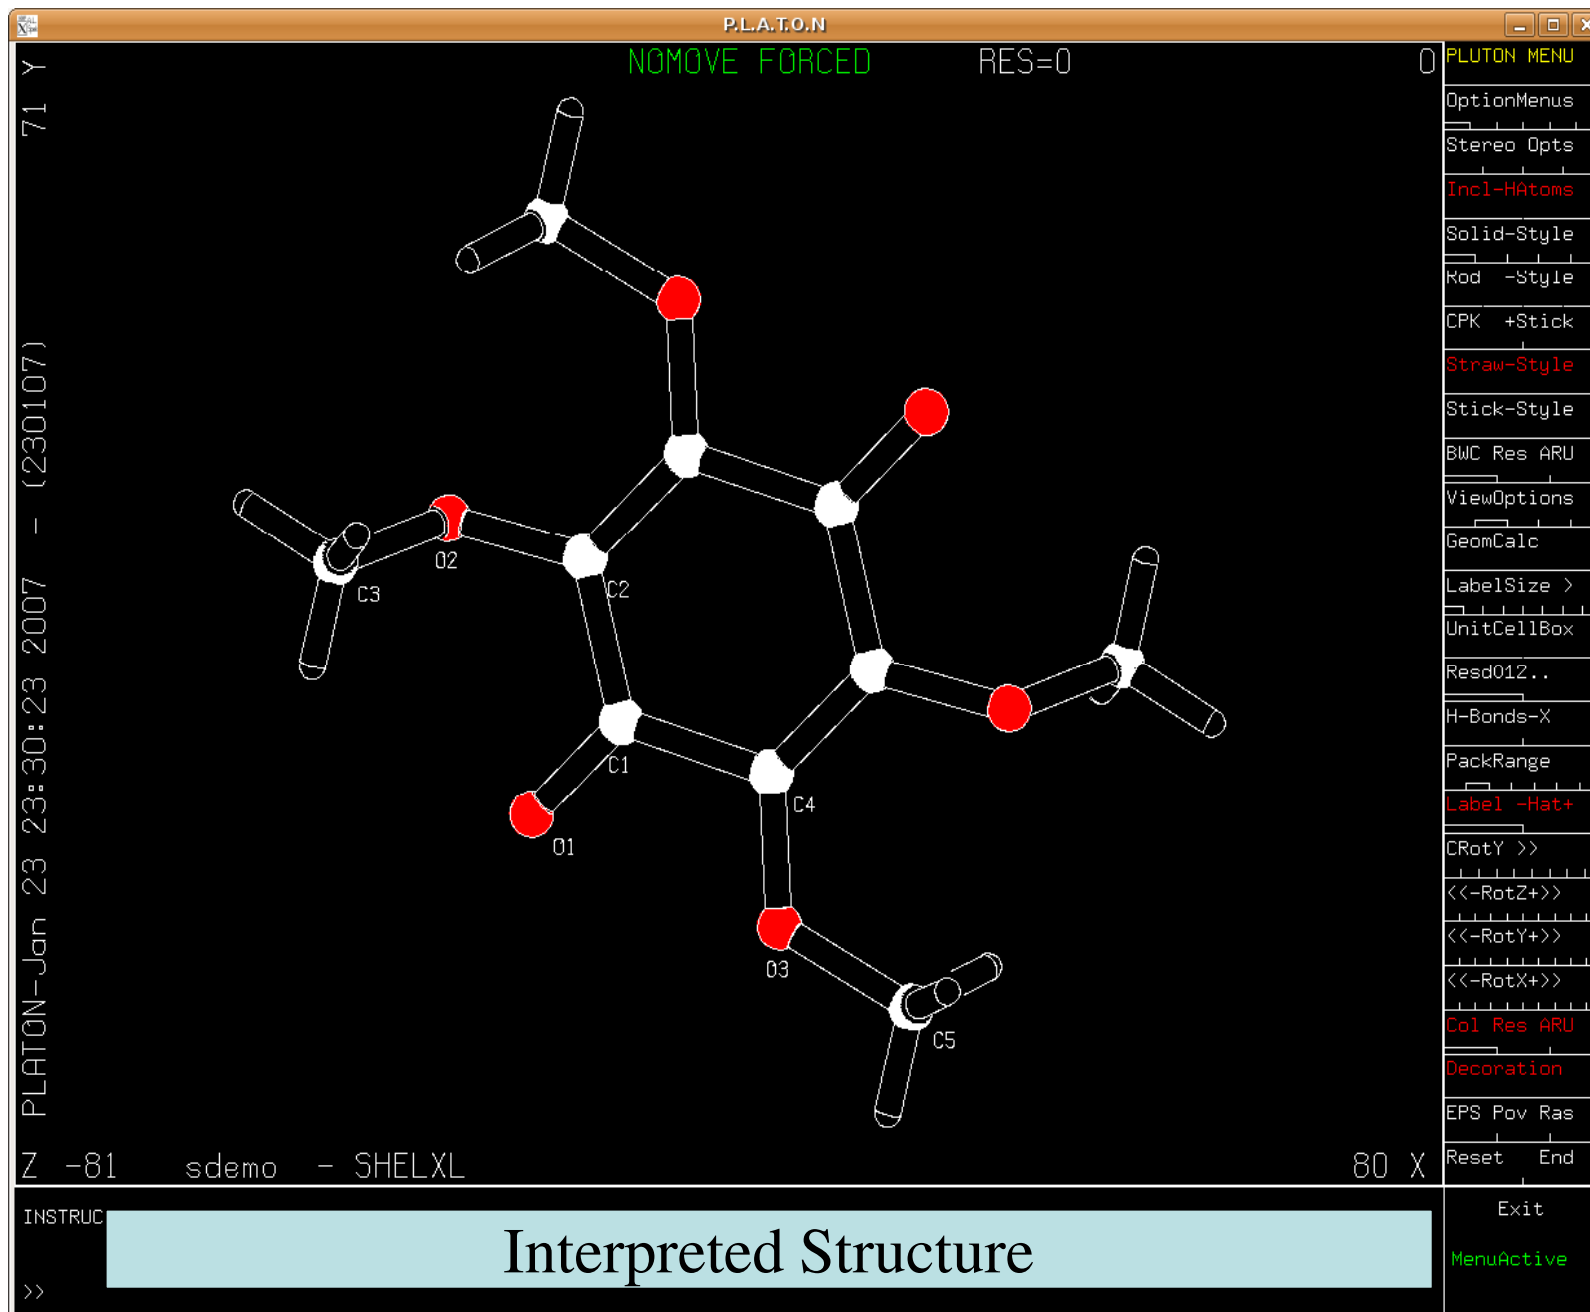 P.L.A.T.O.N
NOMOVE FORCED
RES=0
0
71 Y
PLATON-Jan 23 23:30:23 2007 - (230107)
O2
C3
C2
C1
O1
C4
O3
C5
Z -81 sdemo - SHELXL
80 X
PLUTON MENU
OptionMenus
Stereo Opts
Incl-HAtoms
Solid-Style
Rod -Style
CPK +Stick
Straw-Style
Stick-Style
BWC Res ARU
ViewOptions
GeomCalc
LabelSize >
UnitCellBox
Resd012..
H-Bonds-X
PackRange
Label -Hat+
CRotY >>
<<-RotZ+>>
<<-RotY+>>
<<-RotX+>>
Col Res ARU
Decoration
EPS Pov Ras
Reset End
Exit
MenuActive
INSTRUC
Interpreted Structure
>>